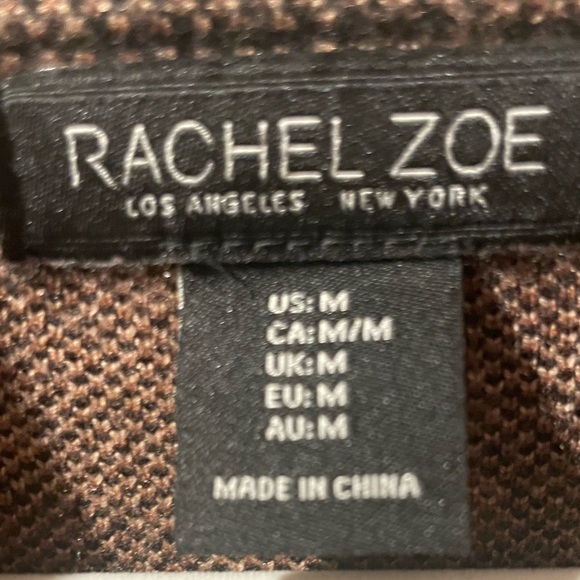 RACHEL ZOE
LOS ANGELES NEW YORK
US: M
CA: M/M
UK: M
EU: M
AU: M
MADE IN CHINA